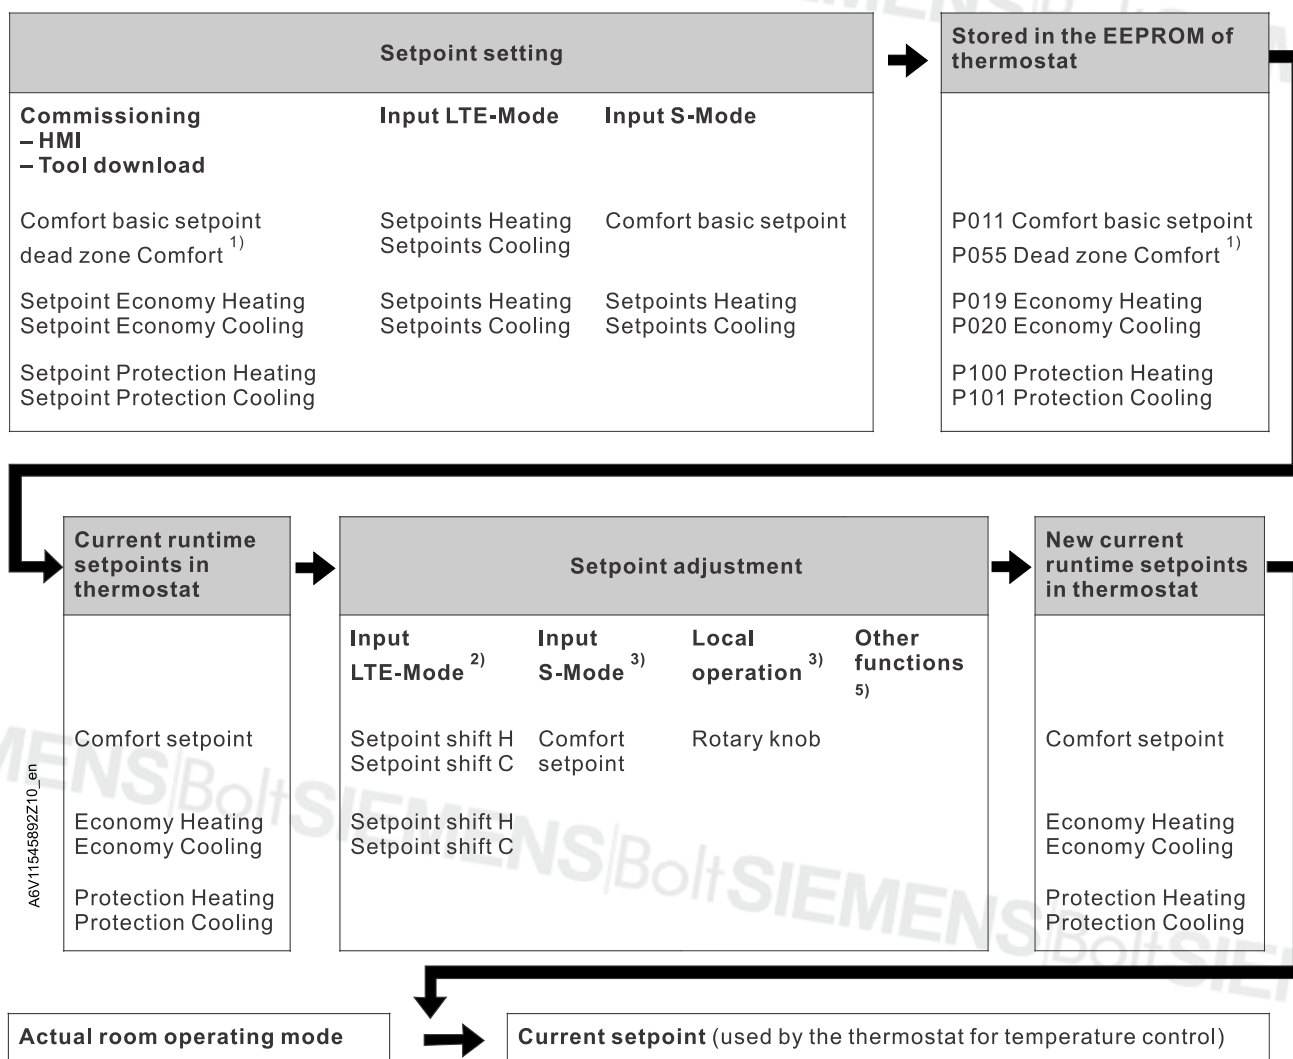 Setpoint setting
Stored in the EEPROM of
thermostat
Commissioning
– HMI
– Tool download
Input LTE-Mode
Input S-Mode
Comfort basic setpoint
dead zone Comfort 1)
Setpoints Heating
Setpoints Cooling
Comfort basic setpoint
P011 Comfort basic setpoint
P055 Dead zone Comfort 1)
Setpoint Economy Heating
Setpoint Economy Cooling
Setpoints Heating
Setpoints Cooling
Setpoints Heating
Setpoints Cooling
P019 Economy Heating
P020 Economy Cooling
Setpoint Protection Heating
Setpoint Protection Cooling
P100 Protection Heating
P101 Protection Cooling
Current runtime
setpoints in
thermostat
Setpoint adjustment
New current
runtime setpoints
in thermostat
Input
LTE-Mode 2)
Input
S-Mode 3)
Local
operation 3)
Other
functions
5)
Comfort setpoint
Setpoint shift H
Setpoint shift C
Comfort
setpoint
Rotary knob
Comfort setpoint
Economy Heating
Economy Cooling
Setpoint shift H
Setpoint shift C
Economy Heating
Economy Cooling
Protection Heating
Protection Cooling
Protection Heating
Protection Cooling
A6V11545892Z10_en
Actual room operating mode
Current setpoint (used by the thermostat for temperature control)
SIEMENS|Bolt SIEMENS|Bolt SIEMENS|Bolt SIEMENS